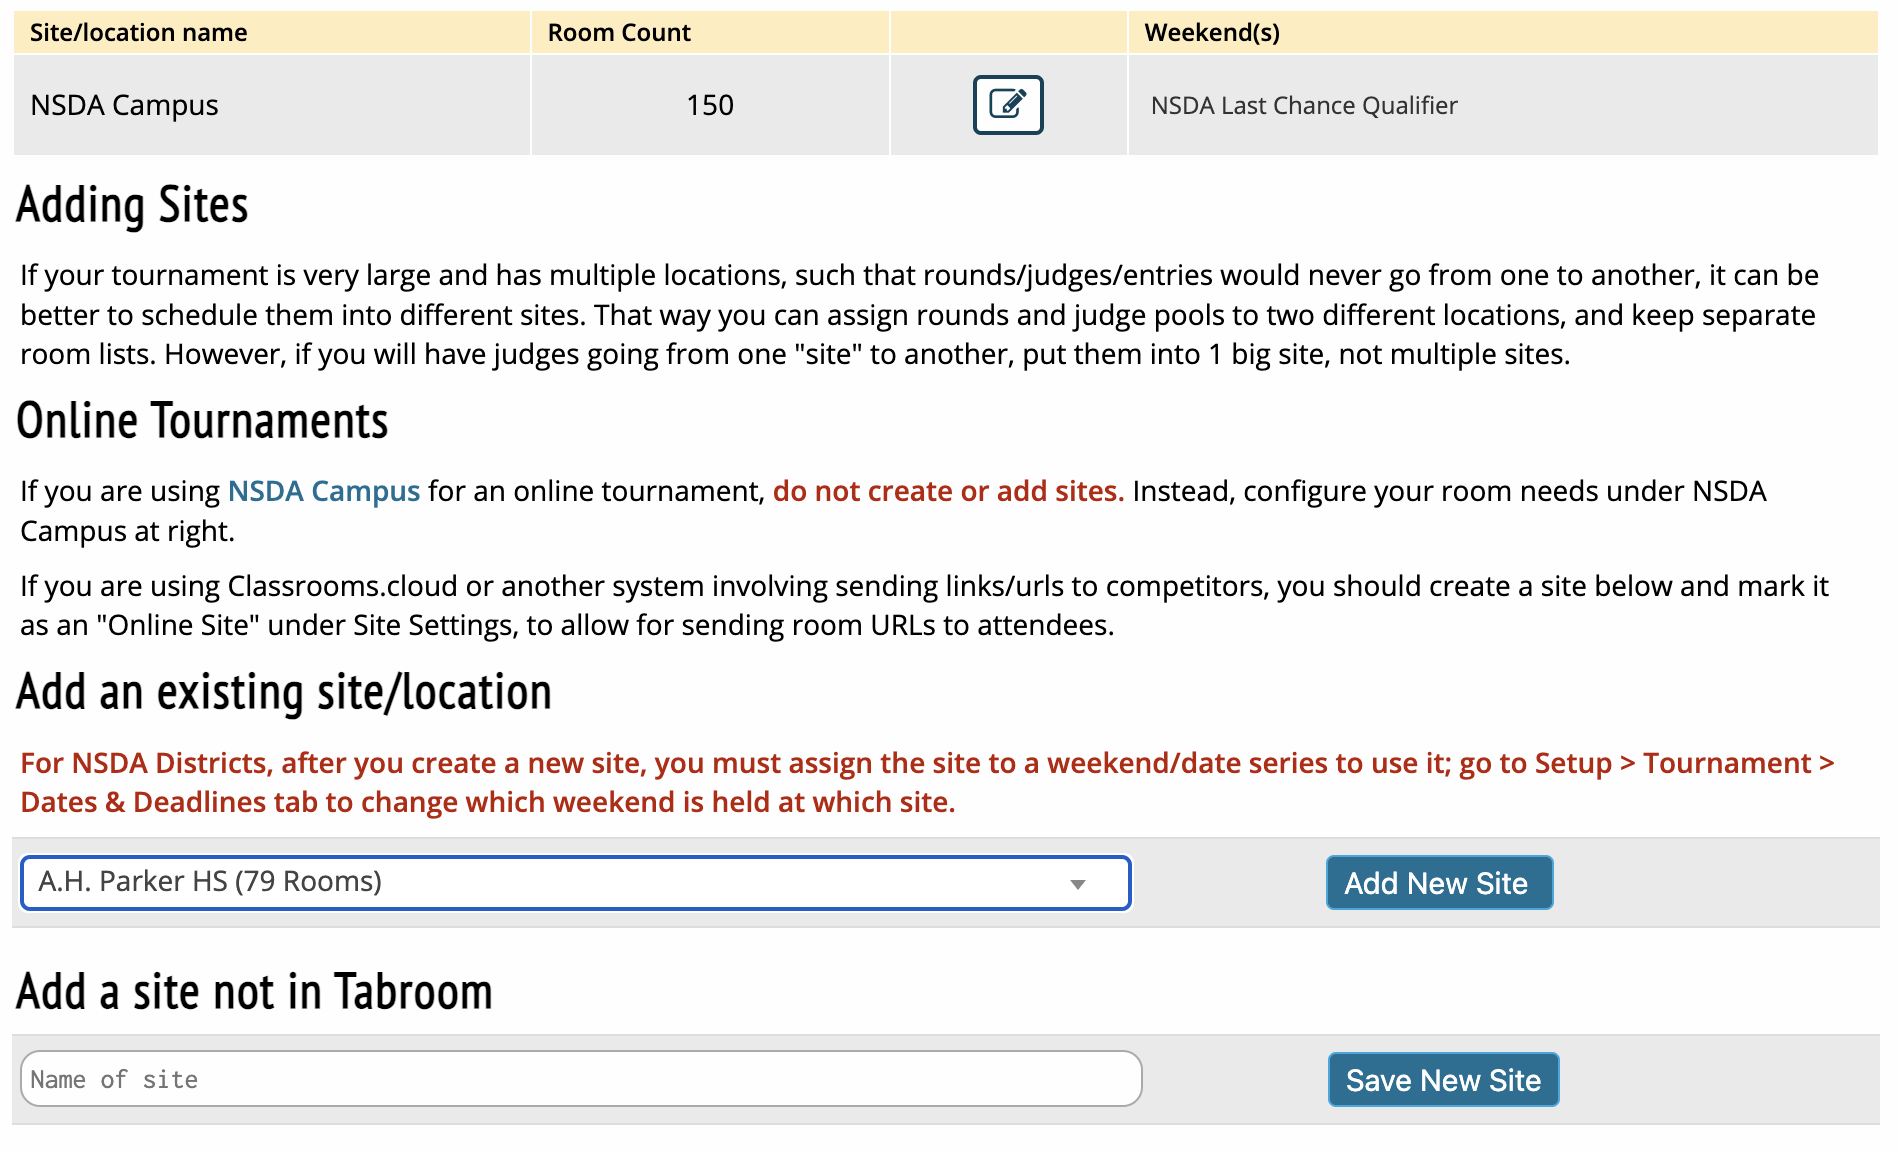 Site/location name Room Count Weekend(s)
NSDA Campus 150 NSDA Last Chance Qualifier
Adding Sites
If your tournament is very large and has multiple locations, such that rounds/judges/entries would never go from one to another, it can be
better to schedule them into different sites. That way you can assign rounds and judge pools to two different locations, and keep separate
room lists. However, if you will have judges going from one "site" to another, put them into 1 big site, not multiple sites.
Online Tournaments
If you are using NSDA Campus for an online tournament, do not create or add sites. Instead, configure your room needs under NSDA
Campus at right.
If you are using Classrooms.cloud or another system involving sending links/urls to competitors, you should create a site below and mark it
as an "Online Site" under Site Settings, to allow for sending room URLs to attendees.
Add an existing site/location
For NSDA Districts, after you create a new site, you must assign the site to a weekend/date series to use it; go to Setup > Tournament >
Dates & Deadlines tab to change which weekend is held at which site.
A.H. Parker HS (79 Rooms) Add New Site
Add a site not in Tabroom
Name of site Save New Site